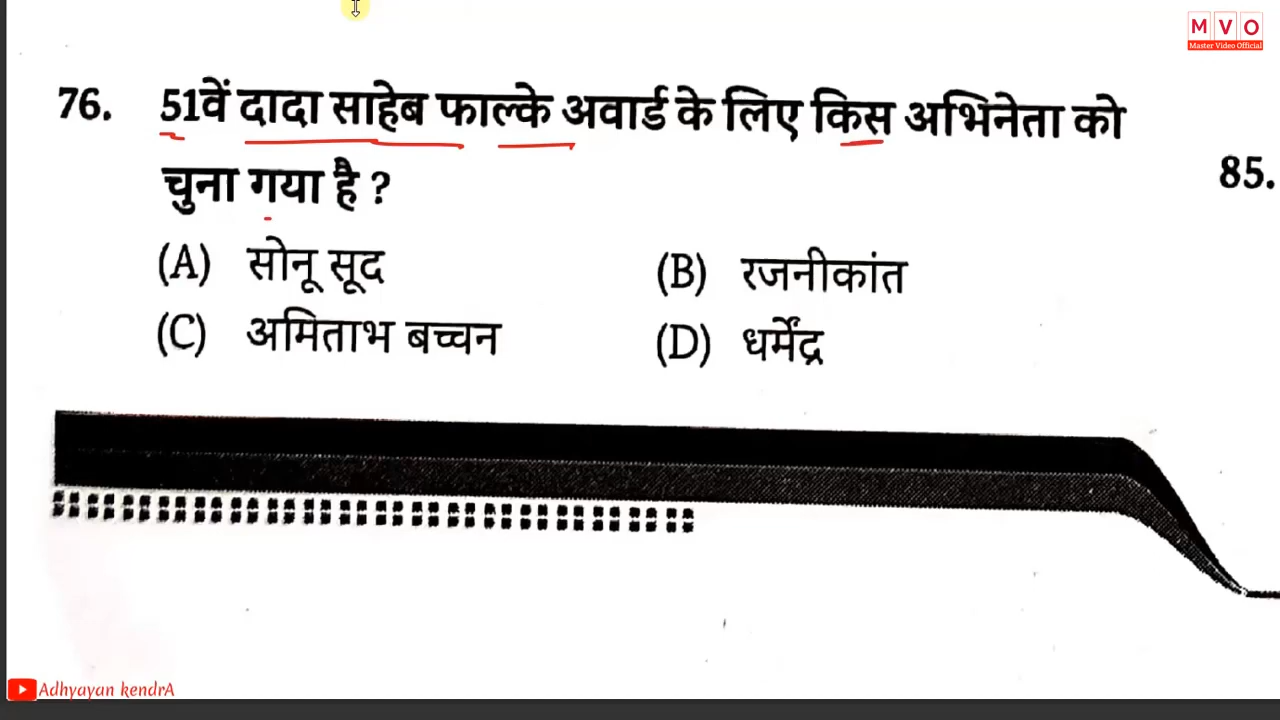 M V O
Master Video Official
76. 51वें दादा साहेब फाल्के अवार्ड के लिए किस अभिनेता को
चुना गया है ?
85.
(A) सोनू सूद
(B) रजनीकांत
(C) अमिताभ बच्चन
(D) धर्मेंद्र
Adhyayan kendrA